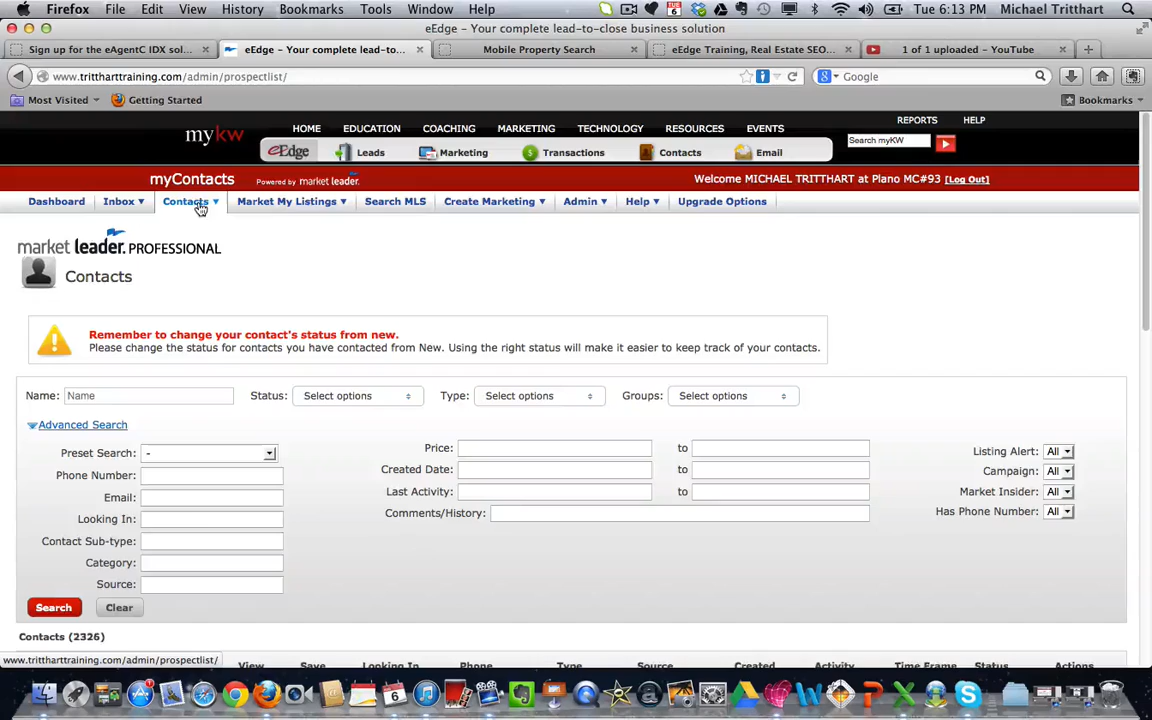 Firefox File Edit View History Bookmarks Tools Window Help Tue 6:13 PM Michael Tritthart
eEdge – Your complete lead-to-close business solution
Sign up for the eAgentC IDX sol... eEdge – Your complete lead-to... Mobile Property Search eEdge Training, Real Estate SEO... 1 of 1 uploaded – YouTube
www.trittharttraining.com/admin/prospectlist/ Google
Most Visited Getting Started Bookmarks
REPORTS HELP
mykw HOME EDUCATION COACHING MARKETING TECHNOLOGY RESOURCES EVENTS
eEdge Leads Marketing Transactions Contacts Email Search myKW
myContacts Powered by market leader Welcome MICHAEL TRITTHART at Plano MC#93 [Log Out]
Dashboard Inbox Contacts Market My Listings Search MLS Create Marketing Admin Help Upgrade Options
market leader PROFESSIONAL
Contacts
Remember to change your contact's status from new.
Please change the status for contacts you have contacted from New. Using the right status will make it easier to keep track of your contacts.
Name: Name Status: Select options Type: Select options Groups: Select options
Advanced Search
Preset Search: - Price: to Listing Alert: All
Phone Number: Created Date: to Campaign: All
Email: Last Activity: to Market Insider: All
Looking In: Comments/History: Has Phone Number: All
Contact Sub-type:
Category:
Source:
Search Clear
Contacts (2326)
www.trittharttraining.com/admin/prospectlist/ View Save Looking In Phone Type Source Created Activity Time Frame Status Actions